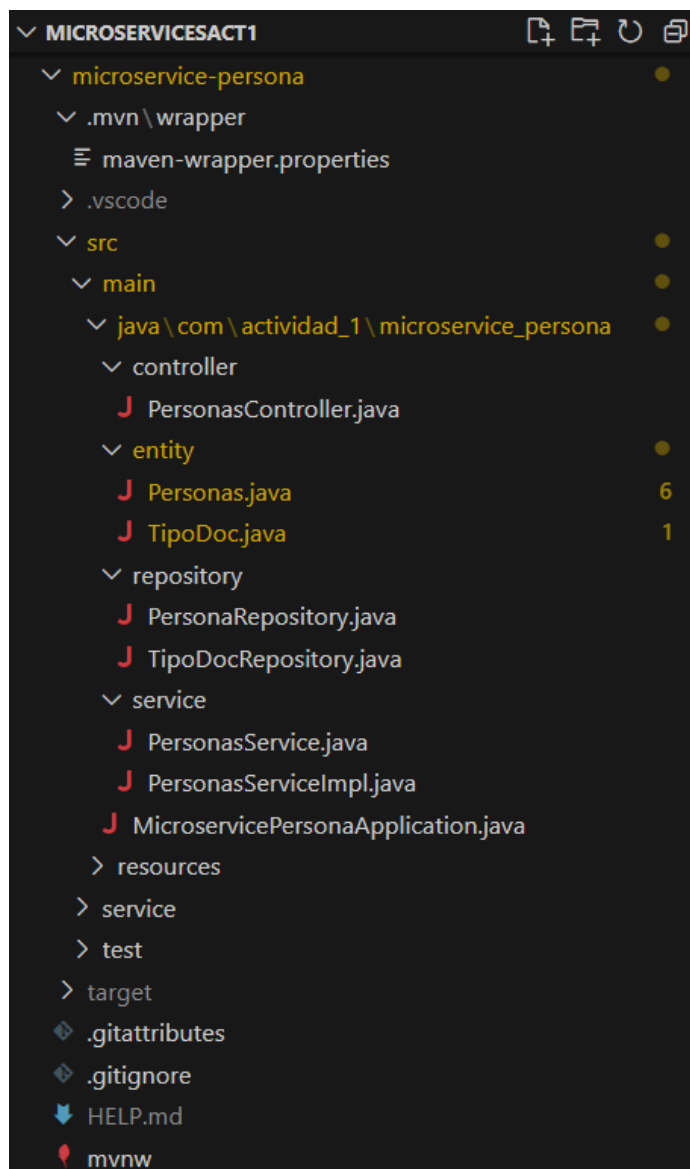 MICROSERVICESACT1
microservice-persona
.mvn\wrapper
maven-wrapper.properties
.vscode
src
main
java\com\actividad_1\microservice_persona
controller
J PersonasController.java
entity
J Personas.java 6
J TipoDoc.java 1
repository
J PersonaRepository.java
J TipoDocRepository.java
service
J PersonasService.java
J PersonasServiceImpl.java
J MicroservicePersonaApplication.java
resources
service
test
target
.gitattributes
.gitignore
HELP.md
mvnw